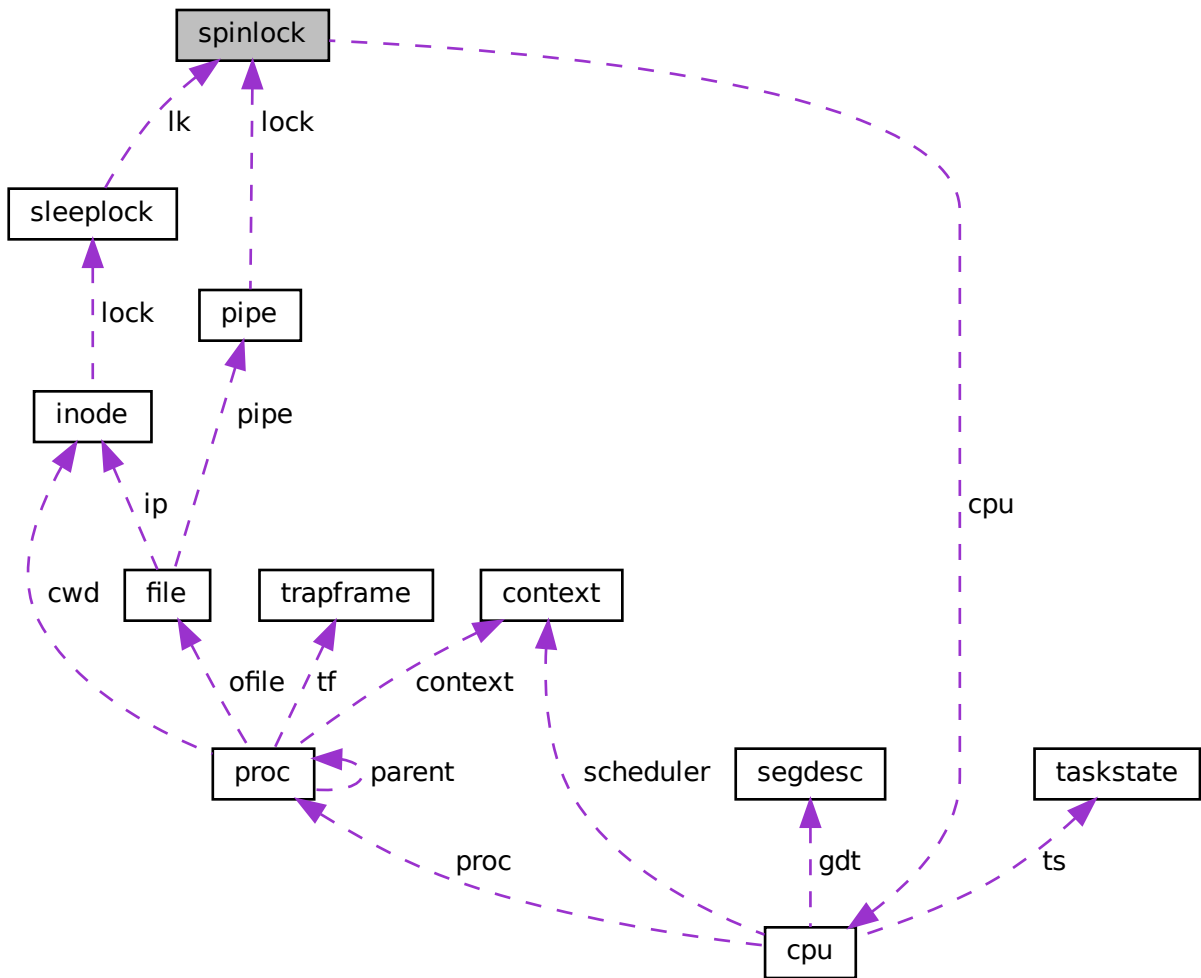 spinlock
lk
lock
sleeplock
pipe
lock
inode
pipe
ip
cpu
cwd
file
trapframe
context
ofile
tf
context
proc
parent
scheduler
segdesc
taskstate
proc
gdt
ts
cpu